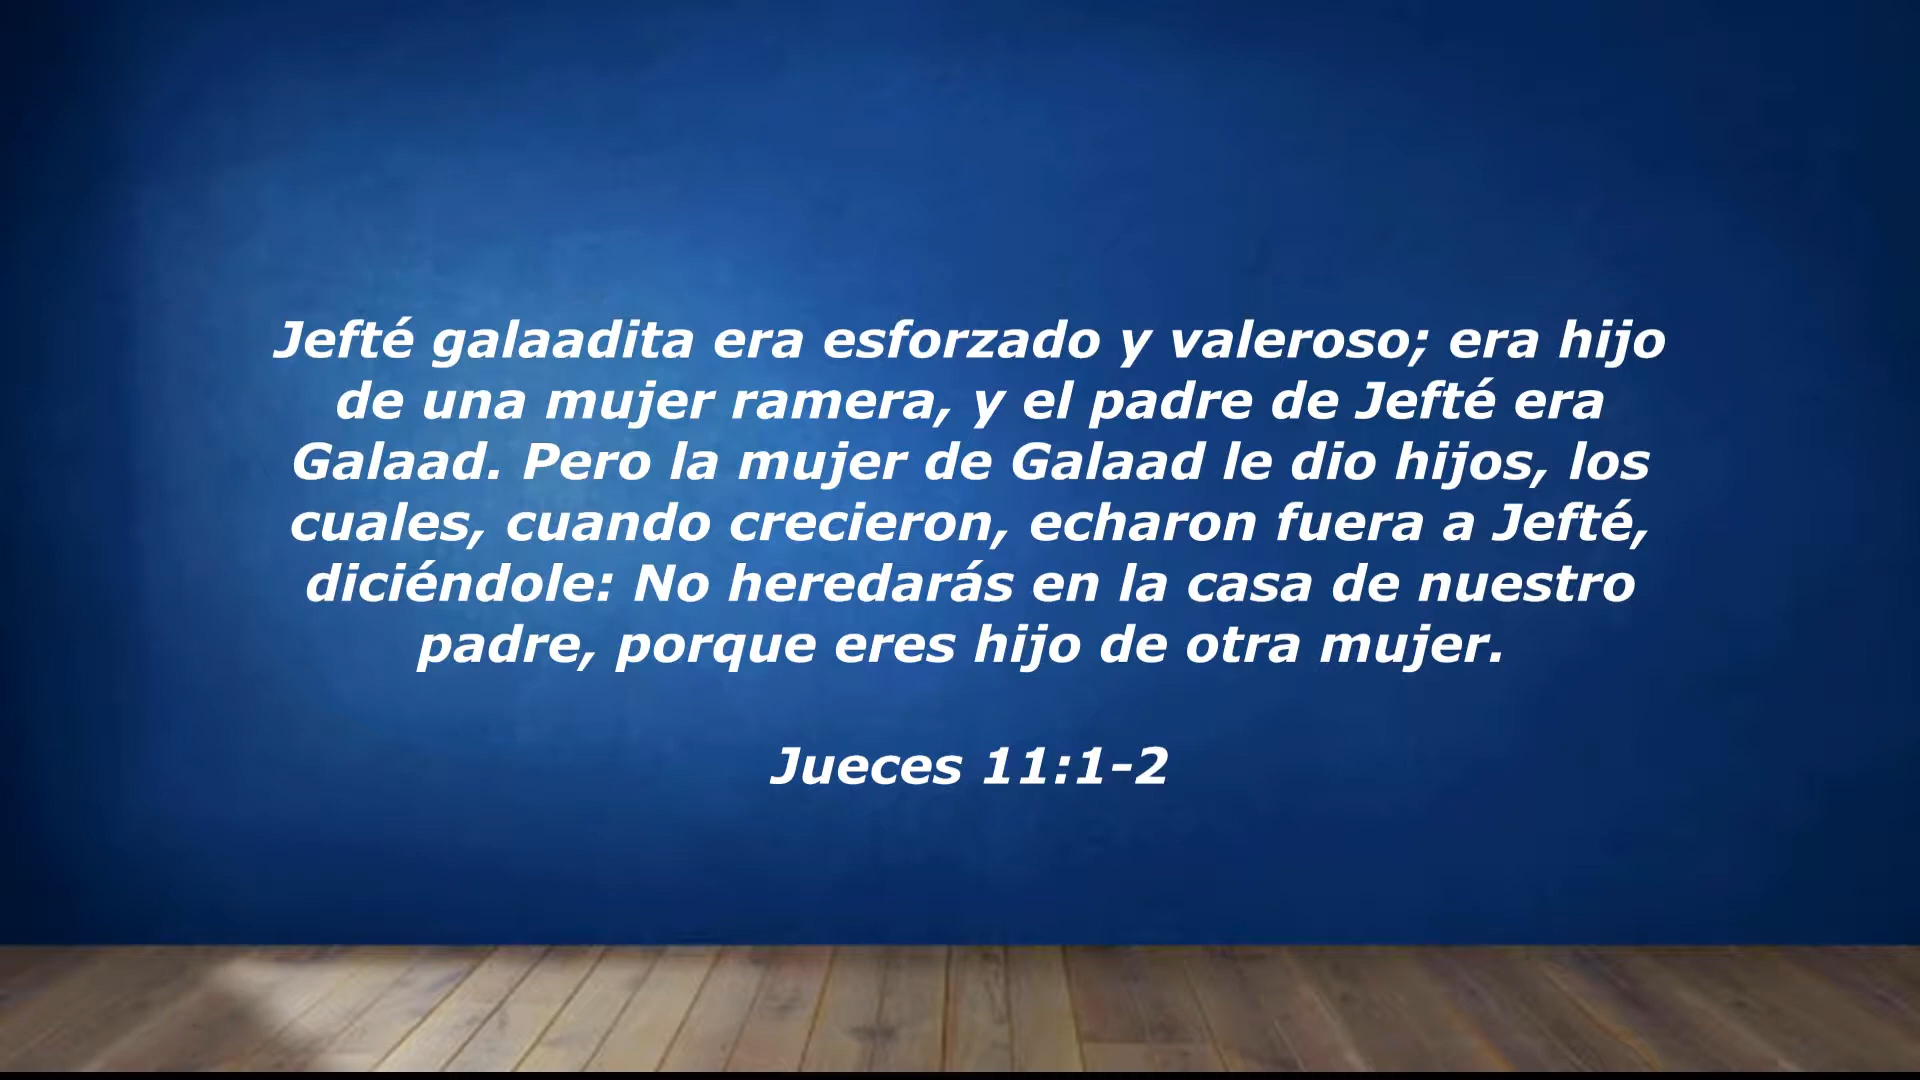 Jefté galaadita era esforzado y valeroso; era hijo
de una mujer ramera, y el padre de Jefté era
Galaad. Pero la mujer de Galaad le dio hijos, los
cuales, cuando crecieron, echaron fuera a Jefté,
diciéndole: No heredarás en la casa de nuestro
padre, porque eres hijo de otra mujer.
Jueces 11:1-2